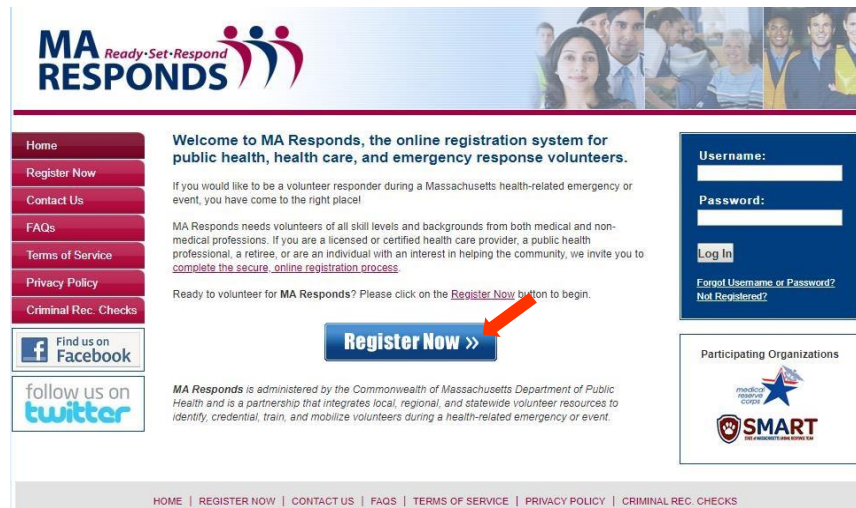 MA Ready·Set·Respond
RESPONDS
Home
Register Now
Contact Us
FAQs
Terms of Service
Privacy Policy
Criminal Rec. Checks
Find us on
Facebook
follow us on
twitter
Welcome to MA Responds, the online registration system for
public health, health care, and emergency response volunteers.
If you would like to be a volunteer responder during a Massachusetts health-related emergency or
event, you have come to the right place!
MA Responds needs volunteers of all skill levels and backgrounds from both medical and non-
medical professions. If you are a licensed or certified health care provider, a public health
professional, a retiree, or are an individual with an interest in helping the community, we invite you to
complete the secure, online registration process.
Ready to volunteer for MA Responds? Please click on the Register Now button to begin.
Register Now »
MA Responds is administered by the Commonwealth of Massachusetts Department of Public
Health and is a partnership that integrates local, regional, and statewide volunteer resources to
identify, credential, train, and mobilize volunteers during a health-related emergency or event.
Username:
Password:
Log In
Forgot Username or Password?
Not Registered?
Participating Organizations
medical
reserve
corps
SMART
HOME | REGISTER NOW | CONTACT US | FAQS | TERMS OF SERVICE | PRIVACY POLICY | CRIMINAL REC. CHECKS